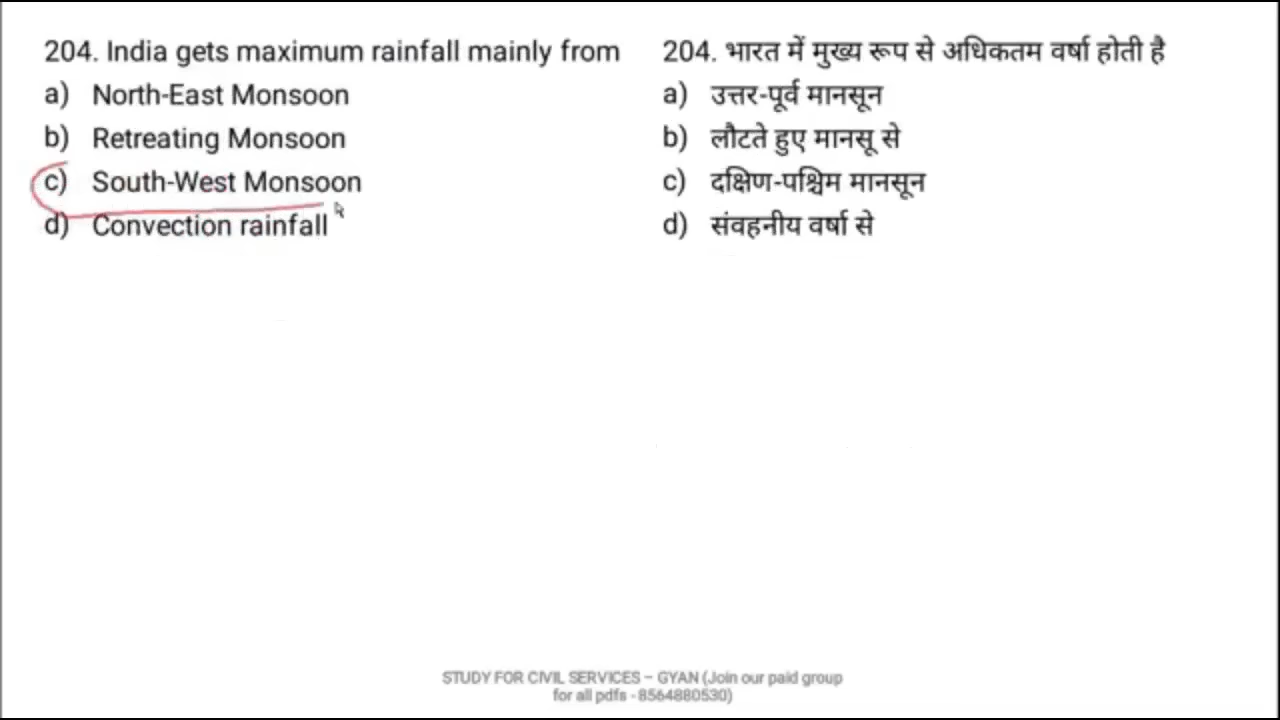 204. India gets maximum rainfall mainly from
a) North-East Monsoon
b) Retreating Monsoon
c) South-West Monsoon
d) Convection rainfall
204. भारत में मुख्य रूप से अधिकतम वर्षा होती है
a) उत्तर-पूर्व मानसून
b) लौटते हुए मानसू से
c) दक्षिण-पश्चिम मानसून
d) संवहनीय वर्षा से
STUDY FOR CIVIL SERVICES – GYAN (Join our paid group
for all pdfs - 8564880530)